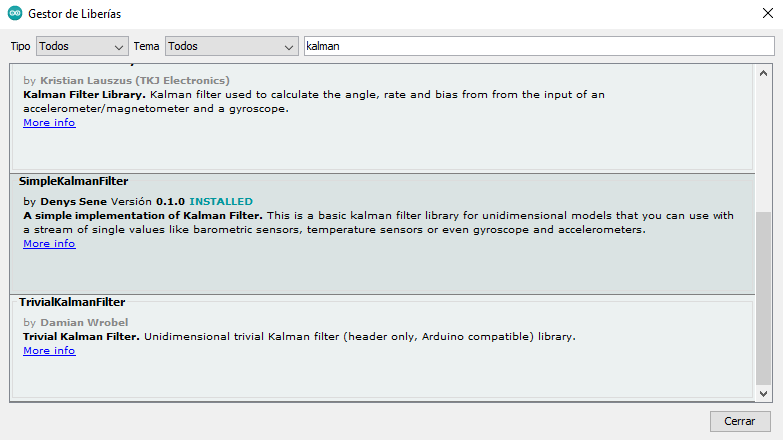 Gestor de Liberías
Tipo Todos Tema Todos kalman
by Kristian Lauszus (TKJ Electronics)
Kalman Filter Library. Kalman filter used to calculate the angle, rate and bias from from the input of an
accelerometer/magnetometer and a gyroscope.
More info
SimpleKalmanFilter
by Denys Sene Versión 0.1.0 INSTALLED
A simple implementation of Kalman Filter. This is a basic kalman filter library for unidimensional models that you can use with
a stream of single values like barometric sensors, temperature sensors or even gyroscope and accelerometers.
More info
TrivialKalmanFilter
by Damian Wrobel
Trivial Kalman Filter. Unidimensional trivial Kalman filter (header only, Arduino compatible) library.
More info
Cerrar